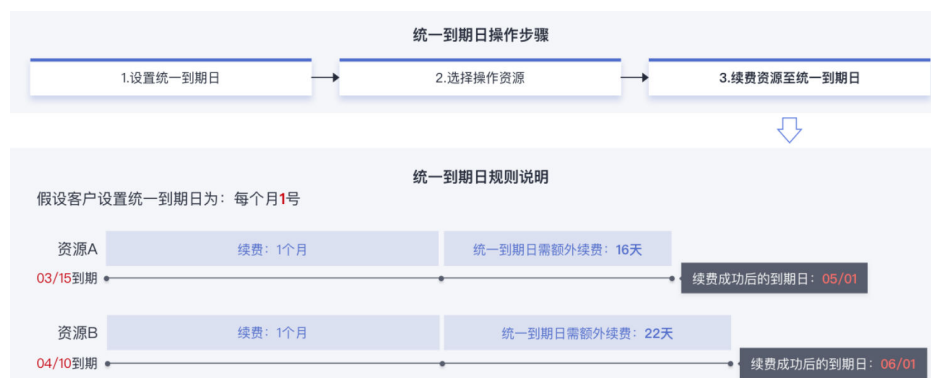 统一到期日操作步骤
1.设置统一到期日
2.选择操作资源
3.续费资源至统一到期日
统一到期日规则说明
假设客户设置统一到期日为：每个月1号
资源A
续费：1个月
统一到期日需额外续费：16天
03/15到期
续费成功后的到期日：05/01
资源B
续费：1个月
统一到期日需额外续费：22天
04/10到期
续费成功后的到期日：06/01